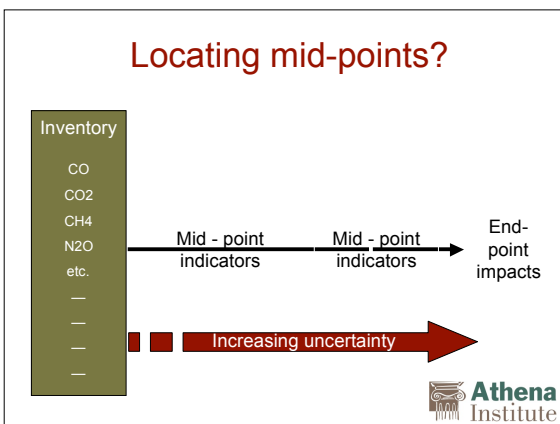 Locating mid-points?
Inventory
CO
CO2
CH4
N2O
etc.
—
—
—
—
Mid - point
indicators
Mid - point
indicators
End-
point
impacts
Increasing uncertainty
Athena
Institute